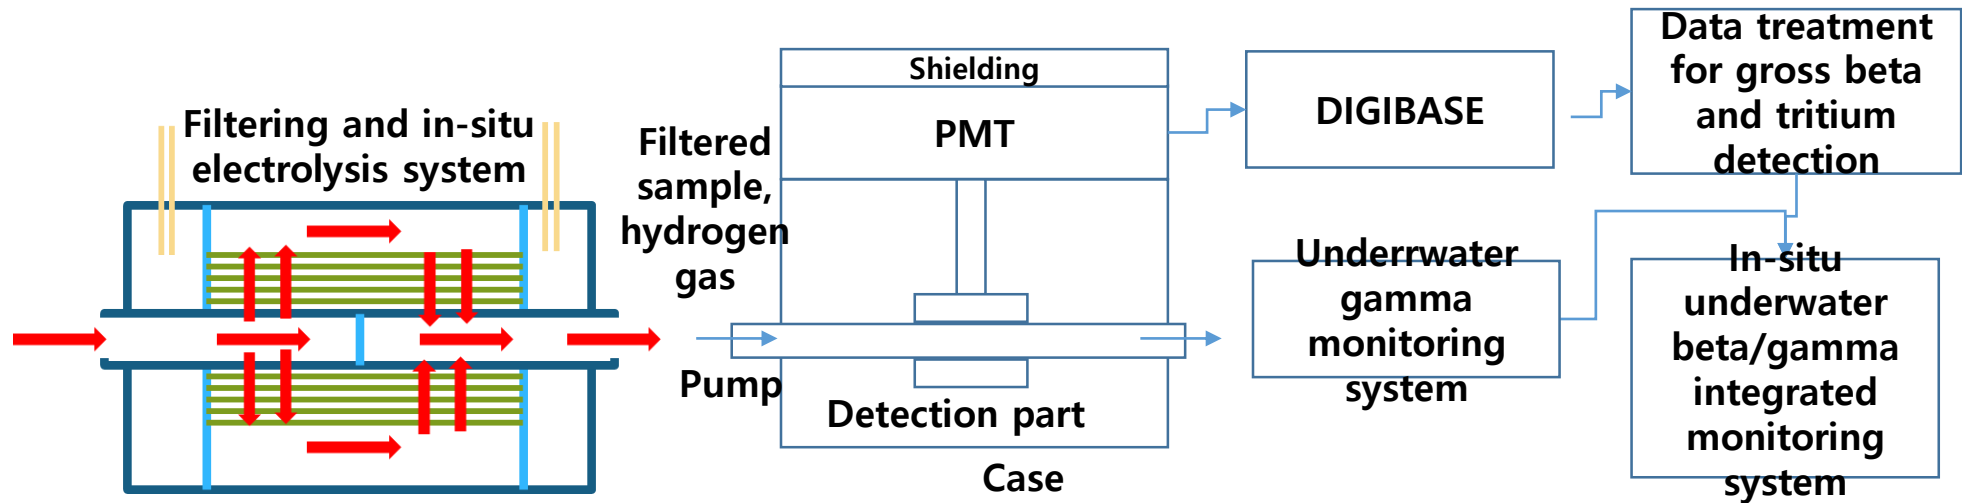 Filtering and in-situ
electrolysis system
Filtered
sample,
hydrogen
gas
Pump
Shielding
PMT
Detection part
Case
DIGIBASE
Underrwater
gamma
monitoring
system
Data treatment
for gross beta
and tritium
detection
In-situ
underwater
beta/gamma
integrated
monitoring
system